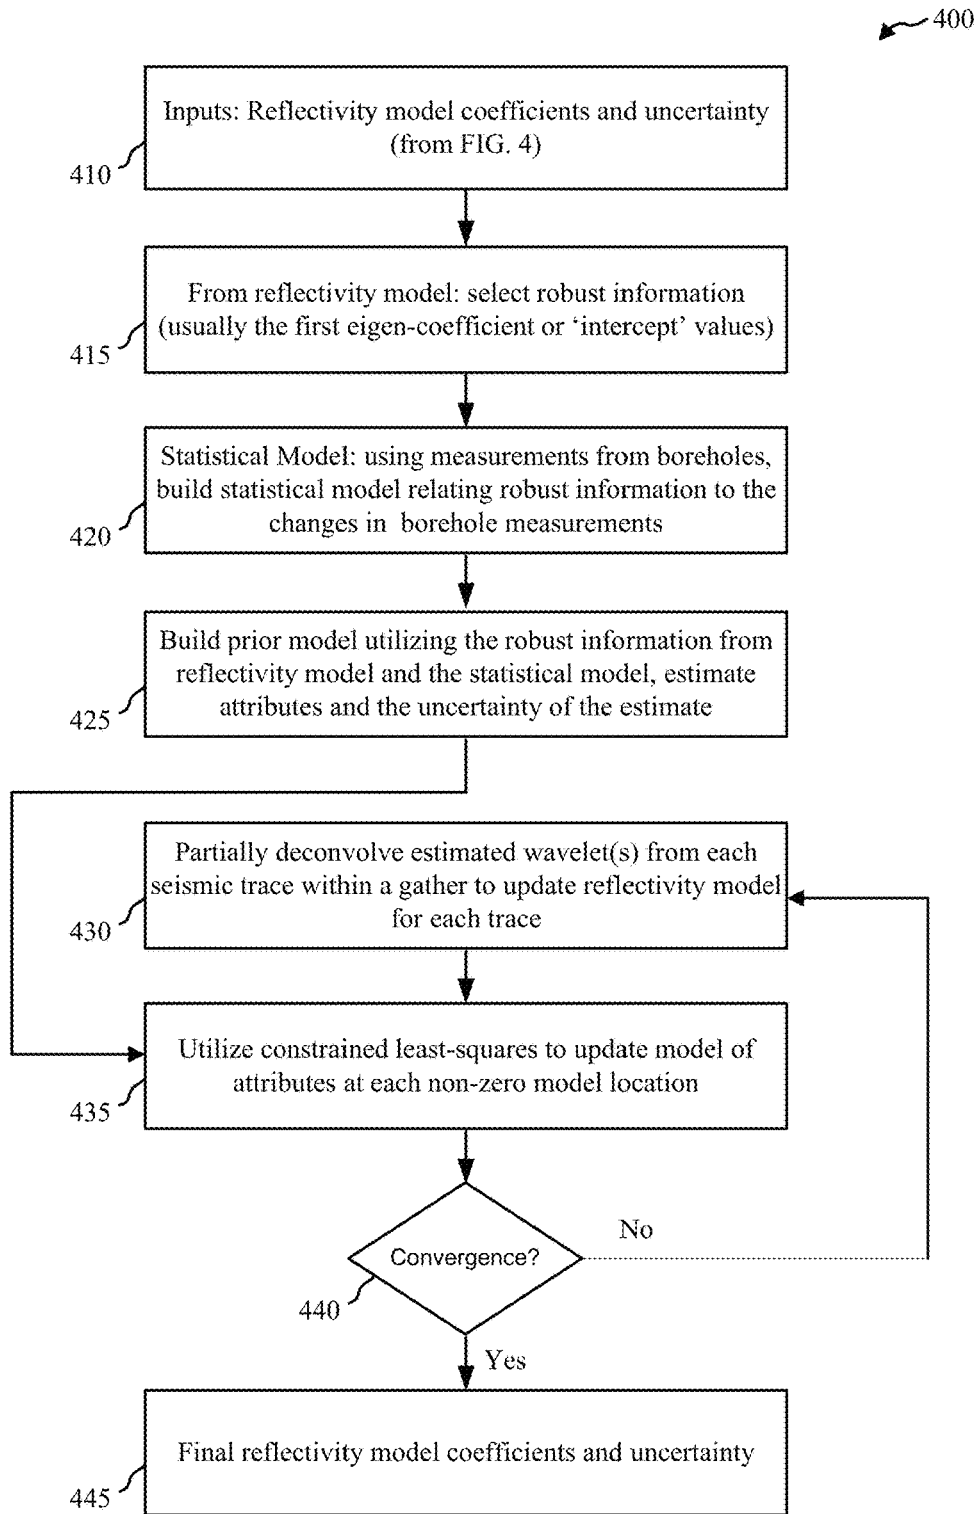 400
Inputs: Reflectivity model coefficients and uncertainty
(from FIG. 4)
410
From reflectivity model: select robust information
(usually the first eigen-coefficient or ‘intercept’ values)
415
Statistical Model: using measurements from boreholes,
build statistical model relating robust information to the
changes in borehole measurements
420
Build prior model utilizing the robust information from
reflectivity model and the statistical model, estimate
attributes and the uncertainty of the estimate
425
Partially deconvolve estimated wavelet(s) from each
seismic trace within a gather to update reflectivity model
for each trace
430
Utilize constrained least-squares to update model of
attributes at each non-zero model location
435
Convergence?
No
440
Yes
Final reflectivity model coefficients and uncertainty
445